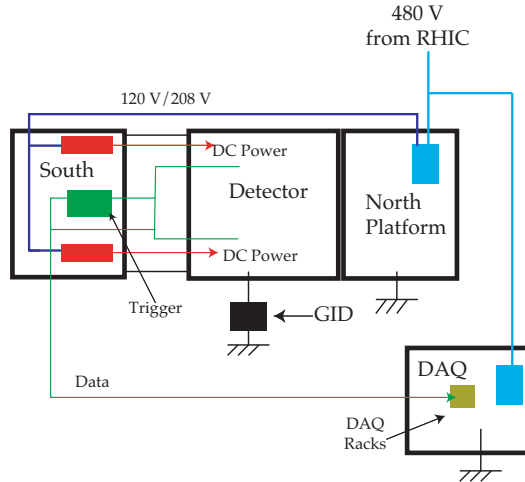 480 V
from RHIC
120 V/208 V
South
DC Power
Detector
North
Platform
DC Power
Trigger
GID
Data
DAQ
DAQ
Racks